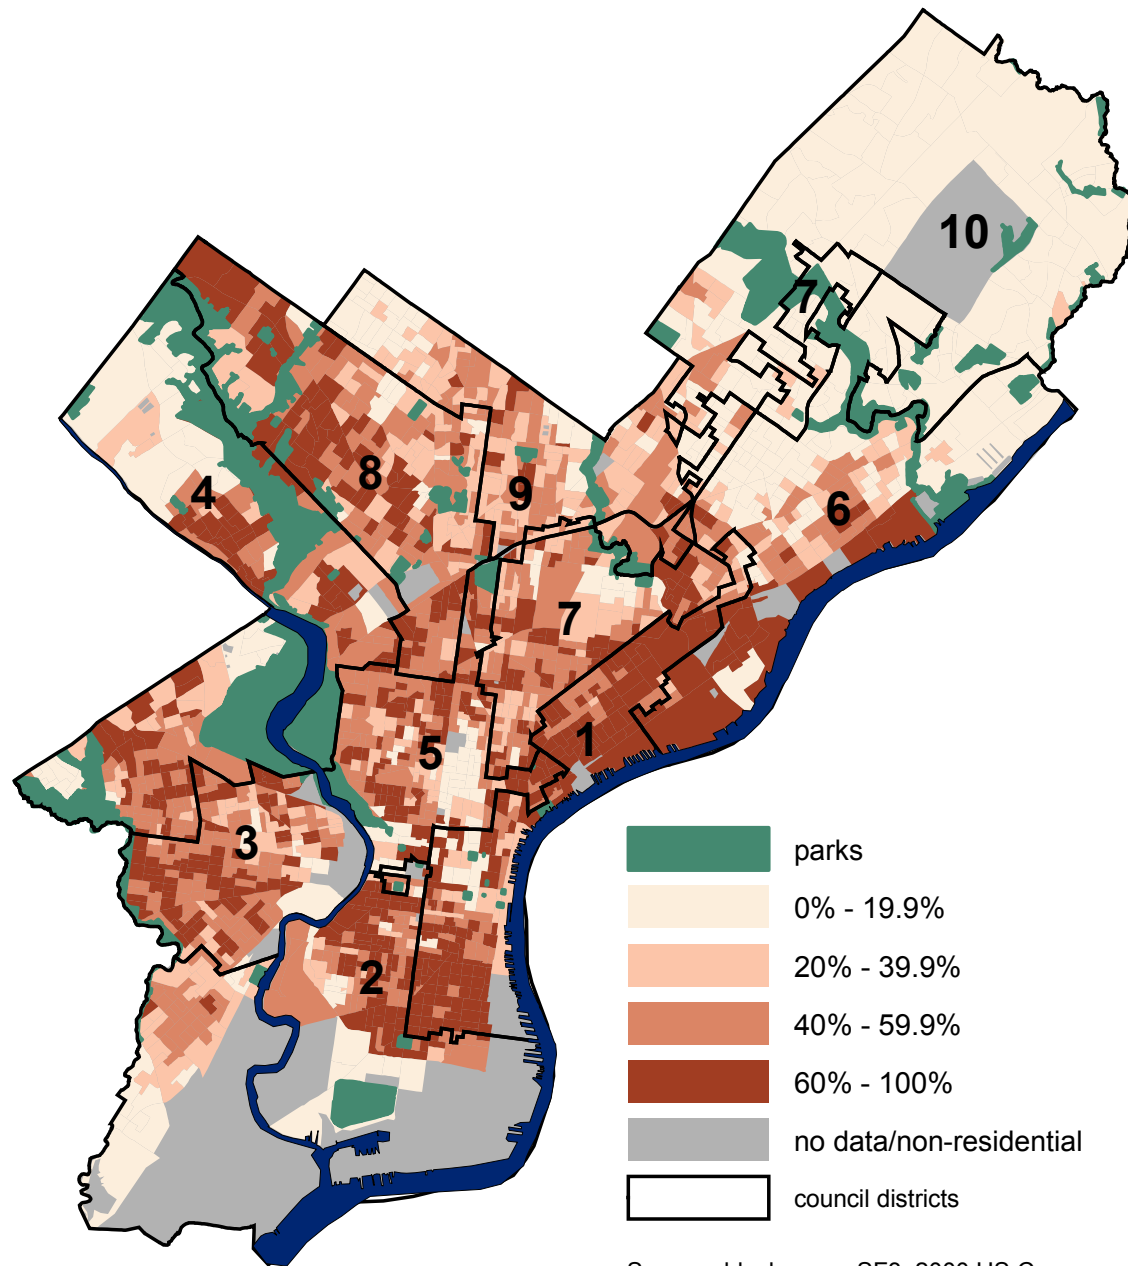 10
7
8
4
9
6
7
5
1
3
2
parks
0% - 19.9%
20% - 39.9%
40% - 59.9%
60% - 100%
no data/non-residential
council districts